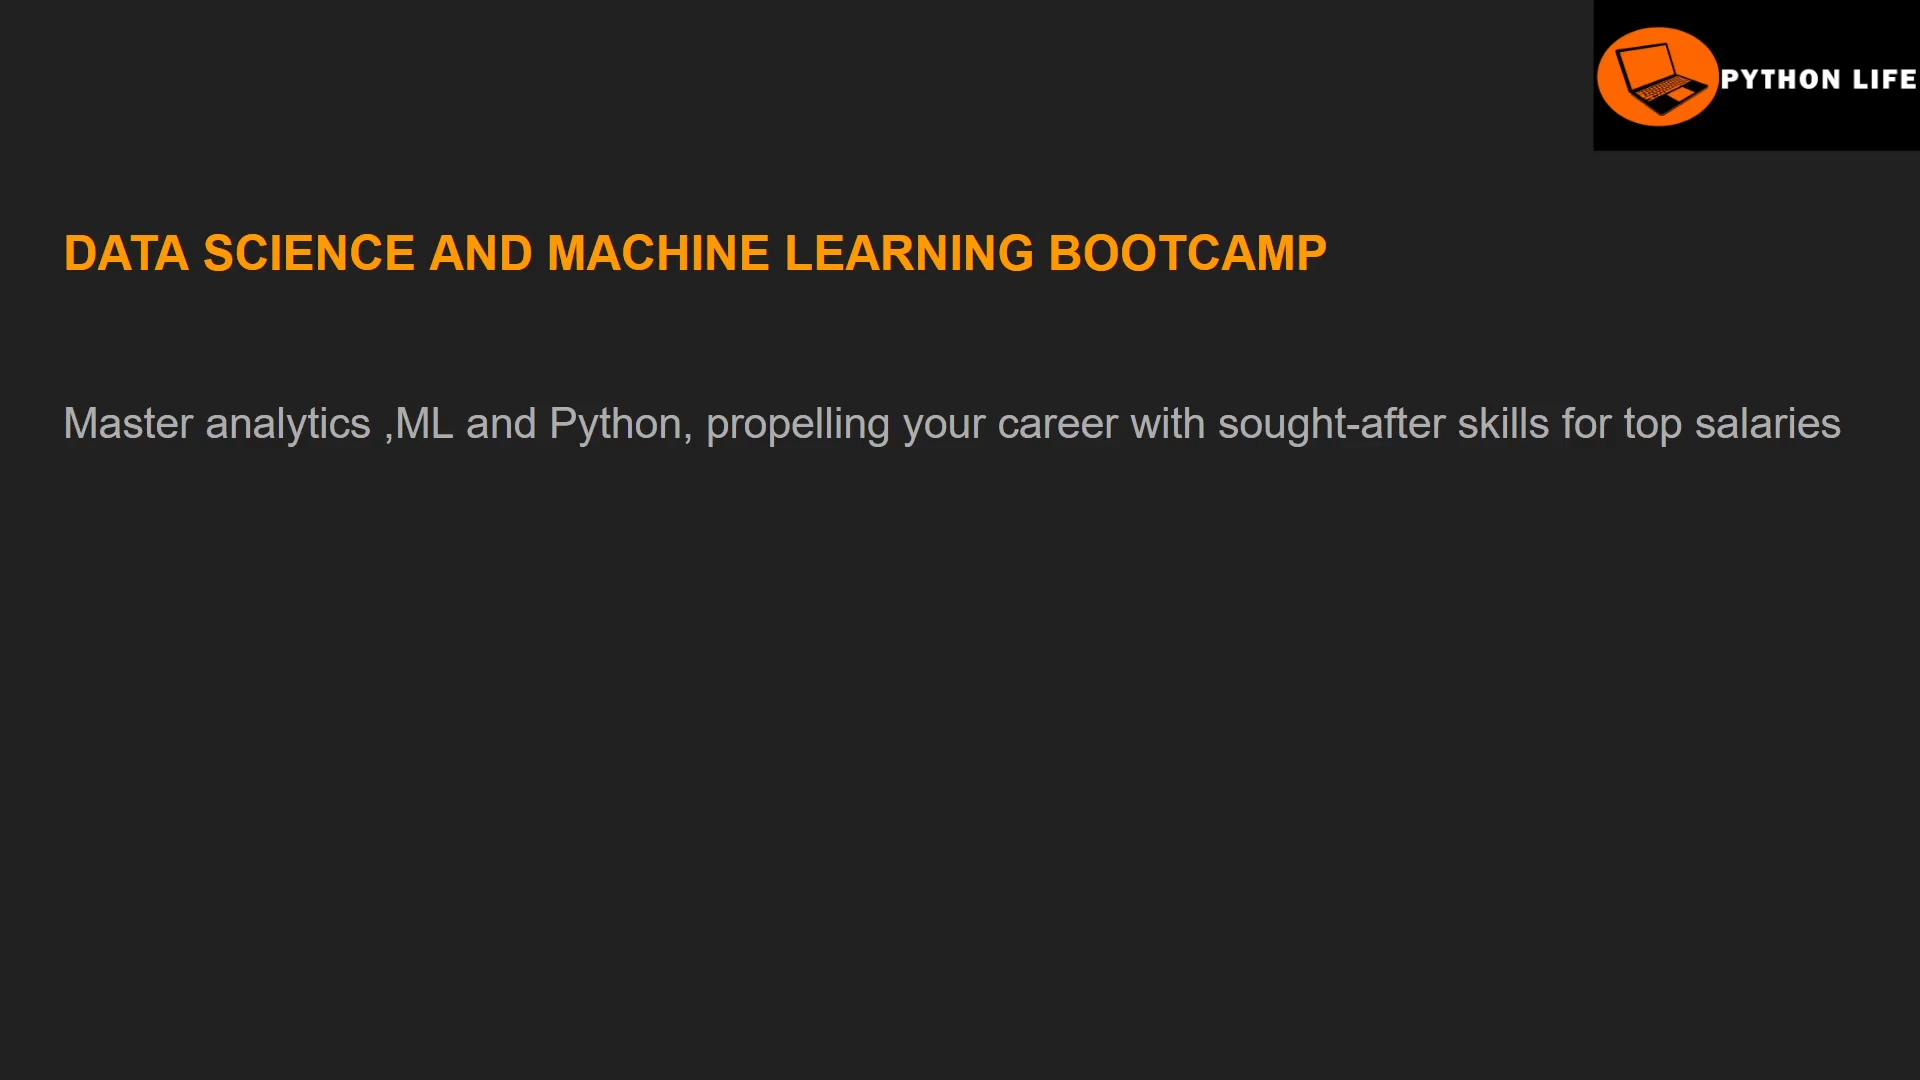 PYTHON LIFE
DATA SCIENCE AND MACHINE LEARNING BOOTCAMP
Master analytics ,ML and Python, propelling your career with sought-after skills for top salaries